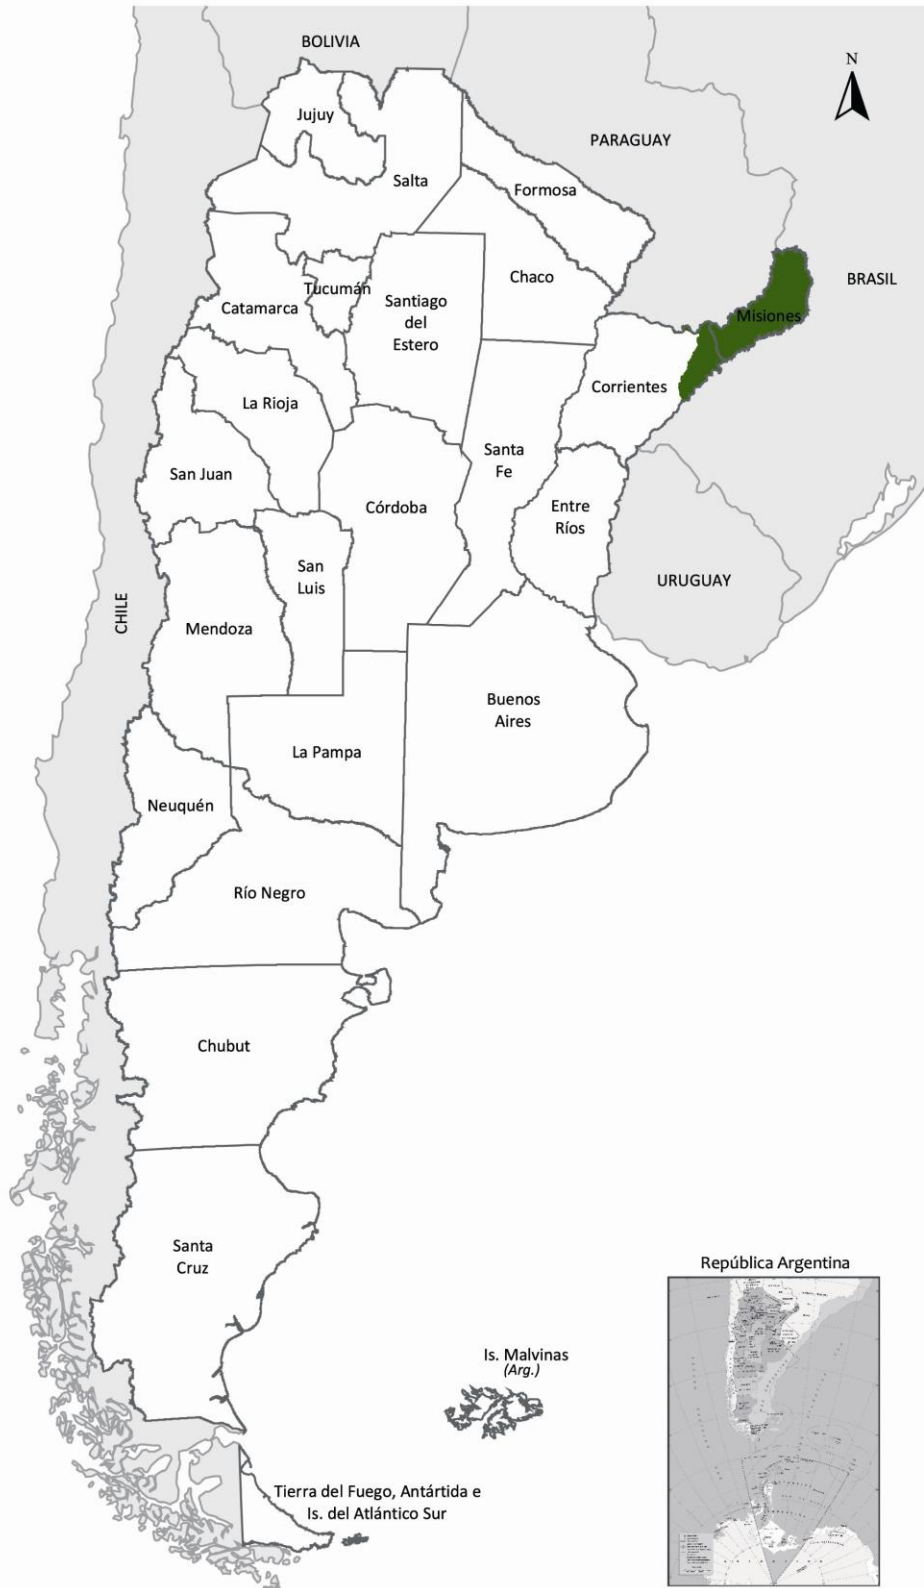 BOLIVIA
N
Jujuy
PARAGUAY
Salta
Formosa
Chaco
BRASIL
Tucumán
Santiago
del
Estero
Catamarca
Misiones
Corrientes
La Rioja
Santa
Fe
San Juan
Córdoba
Entre
Ríos
San
Luis
URUGUAY
CHILE
Mendoza
Buenos
Aires
La Pampa
Neuquén
Río Negro
Chubut
Santa
Cruz
República Argentina
Is. Malvinas
(Arg.)
Tierra del Fuego, Antártida e
Is. del Atlántico Sur